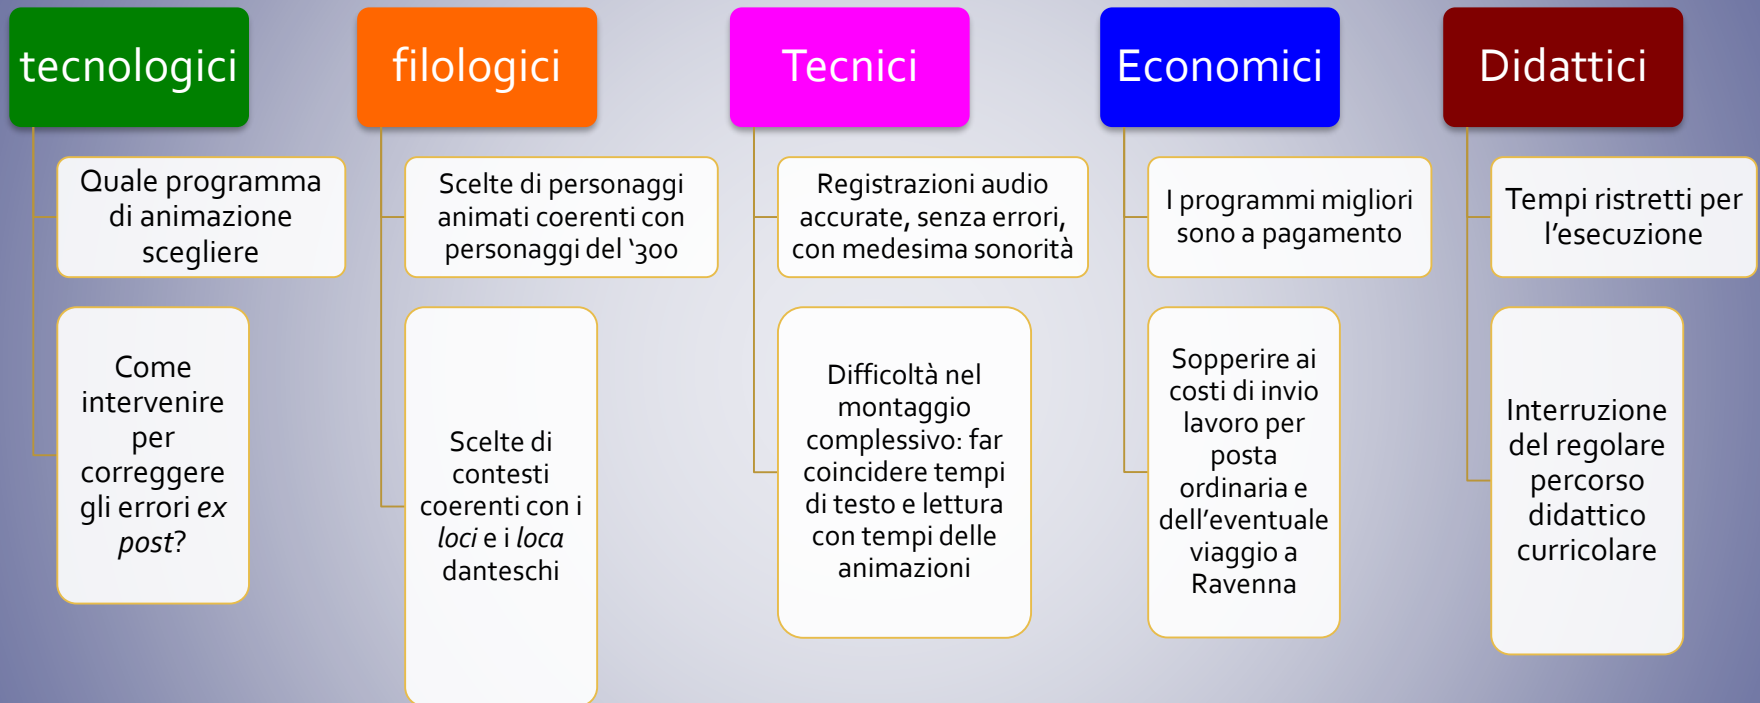 tecnologici
Quale programma
di animazione
scegliere
Come
intervenire
per
correggere
gli errori ex
post?
filologici
Scelte di personaggi
animati coerenti con
personaggi del ‘300
Scelte di
contesti
coerenti con i
loci e i loca
danteschi
Tecnici
Registrazioni audio
accurate, senza errori,
con medesima sonorità
Difficoltà nel
montaggio
complessivo: far
coincidere tempi
di testo e lettura
con tempi delle
animazioni
Economici
I programmi migliori
sono a pagamento
Sopperire ai
costi di invio
lavoro per
posta
ordinaria e
dell’eventuale
viaggio a
Ravenna
Didattici
Tempi ristretti per
l’esecuzione
Interruzione
del regolare
percorso
didattico
curricolare